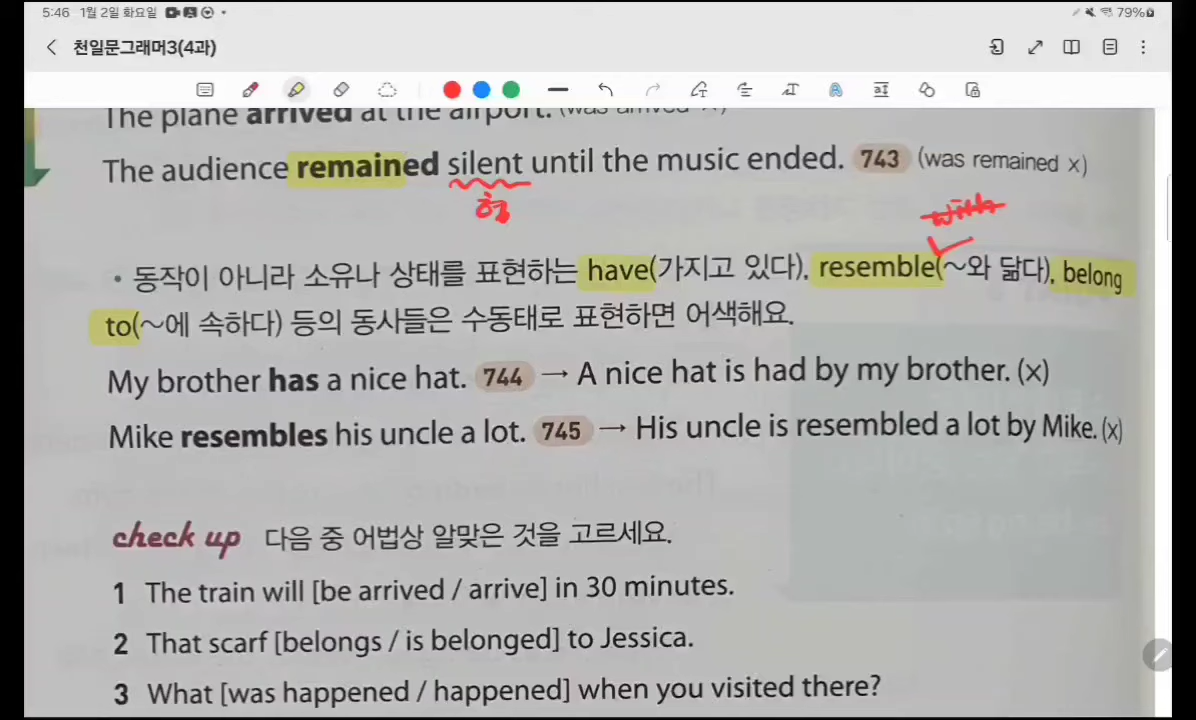 5:46 1월 2일 화요일
79%
천일문그래머3(4과)
The plane arrived at the airport. (was arrived x)
The audience remained silent until the music ended. 743 (was remained x)
형
with
• 동작이 아니라 소유나 상태를 표현하는 have(가지고 있다), resemble(~와 닮다), belong
to(~에 속하다) 등의 동사들은 수동태로 표현하면 어색해요.
My brother has a nice hat. 744 → A nice hat is had by my brother. (x)
Mike resembles his uncle a lot. 745 → His uncle is resembled a lot by Mike. (x)
check up 다음 중 어법상 알맞은 것을 고르세요.
1 The train will [be arrived / arrive] in 30 minutes.
2 That scarf [belongs / is belonged] to Jessica.
3 What [was happened / happened] when you visited there?